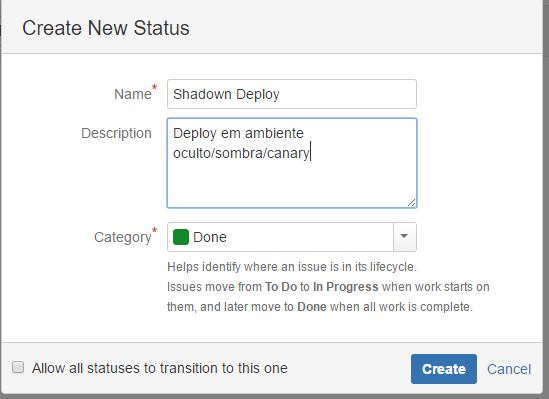 Create New Status
Name* Shadown Deploy
Description Deploy em ambiente
oculto/sombra/canary
Category* Done
Helps identify where an issue is in its lifecycle.
Issues move from To Do to In Progress when work starts on
them, and later move to Done when all work is complete.
Allow all statuses to transition to this one Create Cancel